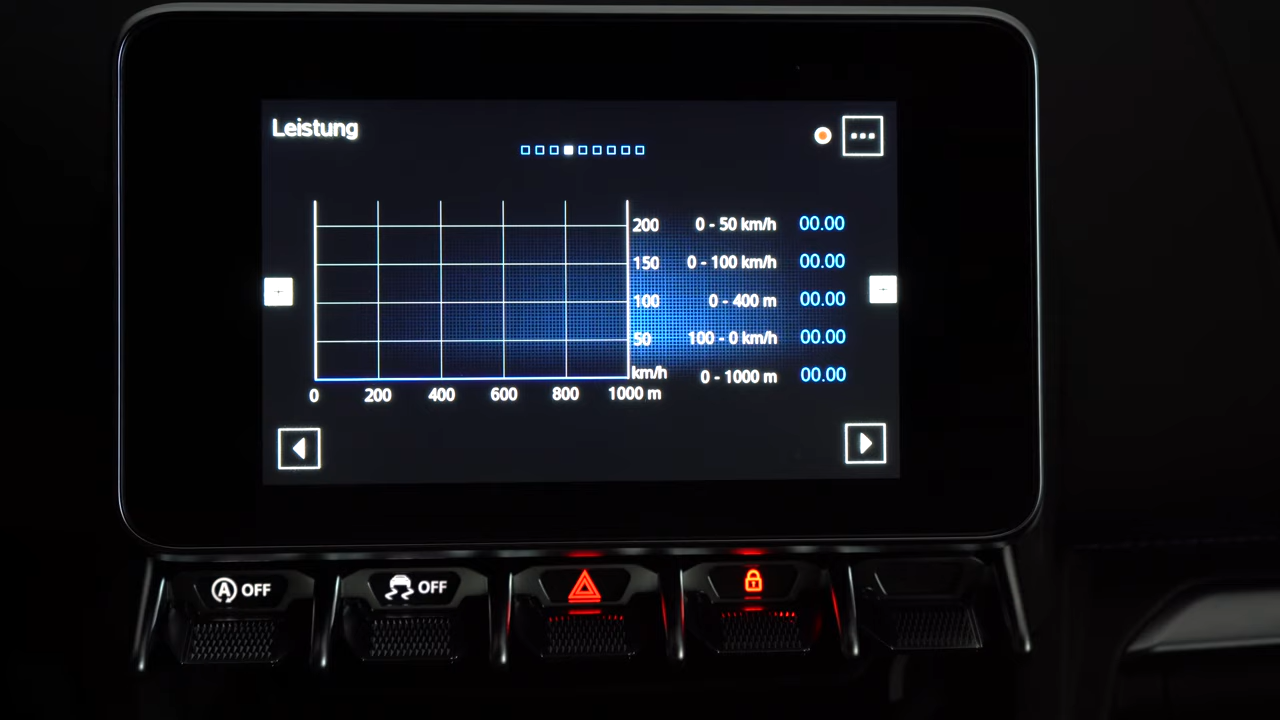 Leistung
200 0 - 50 km/h 00.00
150 0 - 100 km/h 00.00
100 0 - 400 m 00.00
50 100 - 0 km/h 00.00
km/h 0 - 1000 m 00.00
0 200 400 600 800 1000 m
A OFF OFF